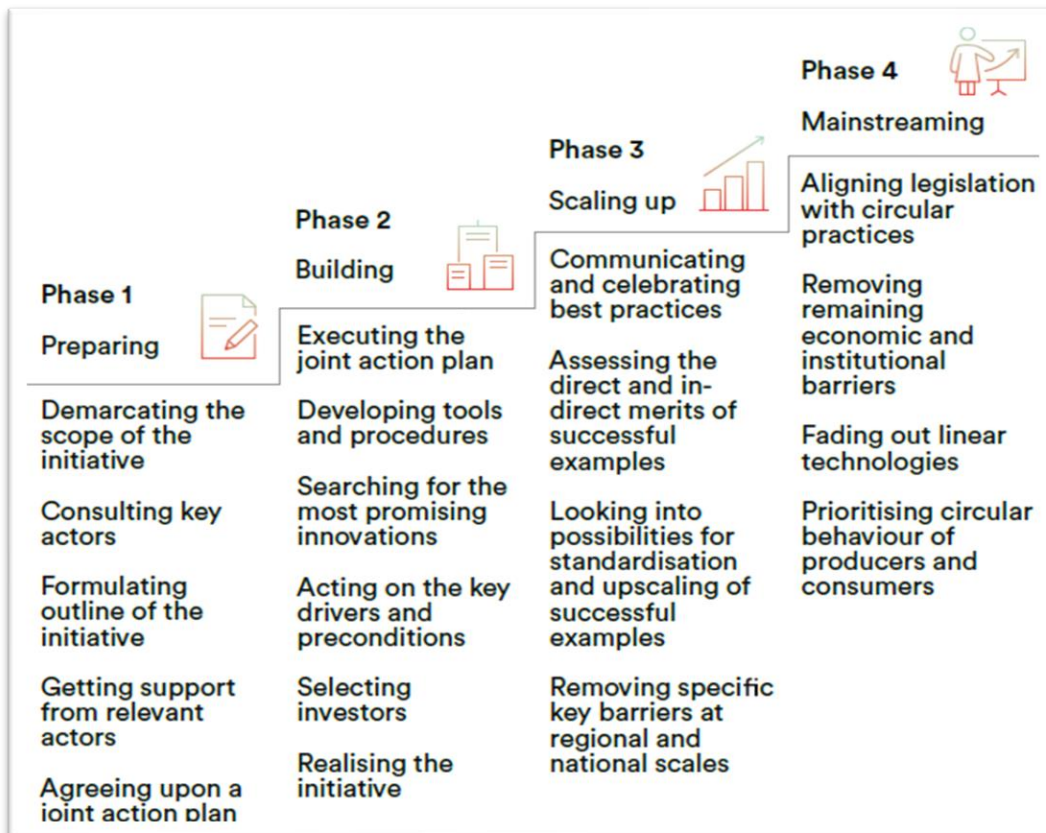 Phase 1
Preparing
Demarcating the
scope of the
initiative
Consulting key
actors
Formulating
outline of the
initiative
Getting support
from relevant
actors
Agreeing upon a
joint action plan
Phase 2
Building
Executing the
joint action plan
Developing tools
and procedures
Searching for the
most promising
innovations
Acting on the key
drivers and
preconditions
Selecting
investors
Realising the
initiative
Phase 3
Scaling up
Communicating
and celebrating
best practices
Assessing the
direct and in-
direct merits of
successful
examples
Looking into
possibilities for
standardisation
and upscaling of
successful
examples
Removing specific
key barriers at
regional and
national scales
Phase 4
Mainstreaming
Aligning legislation
with circular
practices
Removing
remaining
economic and
institutional
barriers
Fading out linear
technologies
Prioritising circular
behaviour of
producers and
consumers